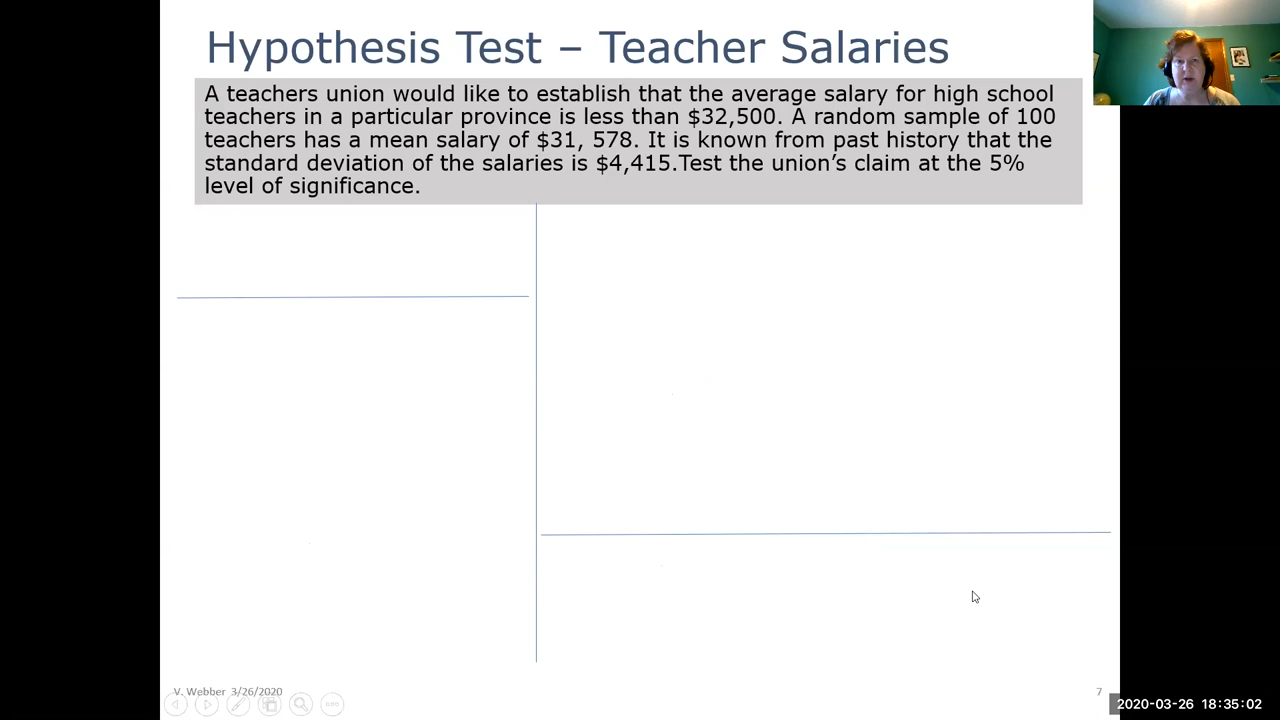 Hypothesis Test – Teacher Salaries
A teachers union would like to establish that the average salary for high school
teachers in a particular province is less than $32,500. A random sample of 100
teachers has a mean salary of $31, 578. It is known from past history that the
standard deviation of the salaries is $4,415.Test the union’s claim at the 5%
level of significance.
V. Webber 3/26/2020
7
2020-03-26 18:35:02